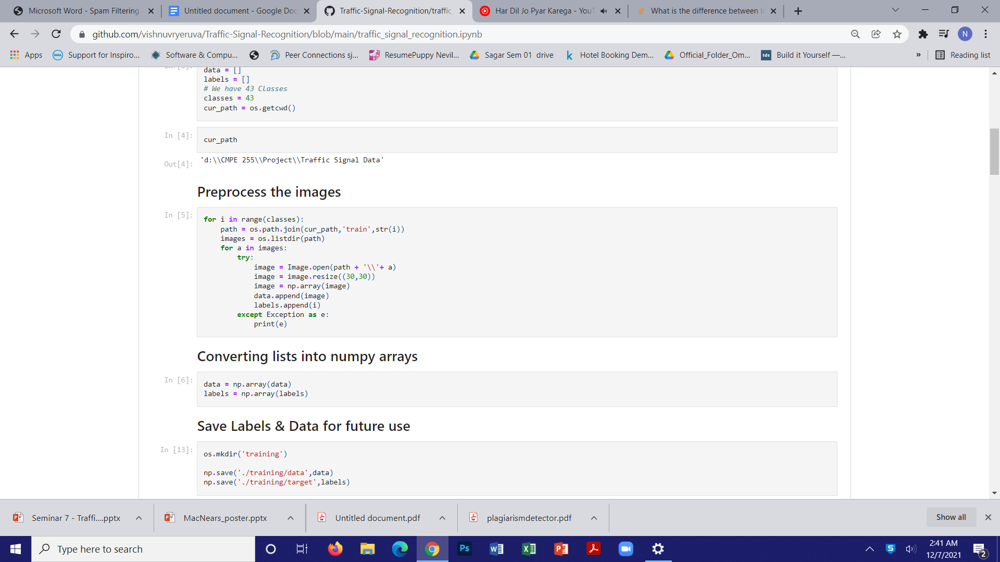 Microsoft Word - Spam Filtering
Untitled document - Google Doc
Traffic-Signal-Recognition/traffic_
Har Dil Jo Pyar Karega - YouT
What is the difference between I
github.com/vishnuvryeruva/Traffic-Signal-Recognition/blob/main/traffic_signal_recognition.ipynb
N
Apps
DELL
Support for Inspiro...
Software & Compu...
Peer Connections sj...
ResumePuppy Nevil...
Sagar Sem 01 drive
k
Hotel Booking Dem...
Official_Folder_Om...
tds
Build it Yourself —...
»
Reading list
data = []
labels = []
# We have 43 Classes
classes = 43
cur_path = os.getcwd()
In [4]:
cur_path
Out[4]:
'd:\\CMPE 255\\Project\\Traffic Signal Data'
Preprocess the images
In [5]:
for i in range(classes):
    path = os.path.join(cur_path,'train',str(i))
    images = os.listdir(path)
    for a in images:
        try:
            image = Image.open(path + '\\'+ a)
            image = image.resize((30,30))
            image = np.array(image)
            data.append(image)
            labels.append(i)
        except Exception as e:
            print(e)
Converting lists into numpy arrays
In [6]:
data = np.array(data)
labels = np.array(labels)
Save Labels & Data for future use
In [13]:
os.mkdir('training')
np.save('./training/data',data)
np.save('./training/target',labels)
Seminar 7 - Traffi....pptx
MacNears_poster.pptx
Untitled document.pdf
plagiarismdetector.pdf
Show all
Type here to search
Ps
W
X
P
S
2:41 AM
12/7/2021
2